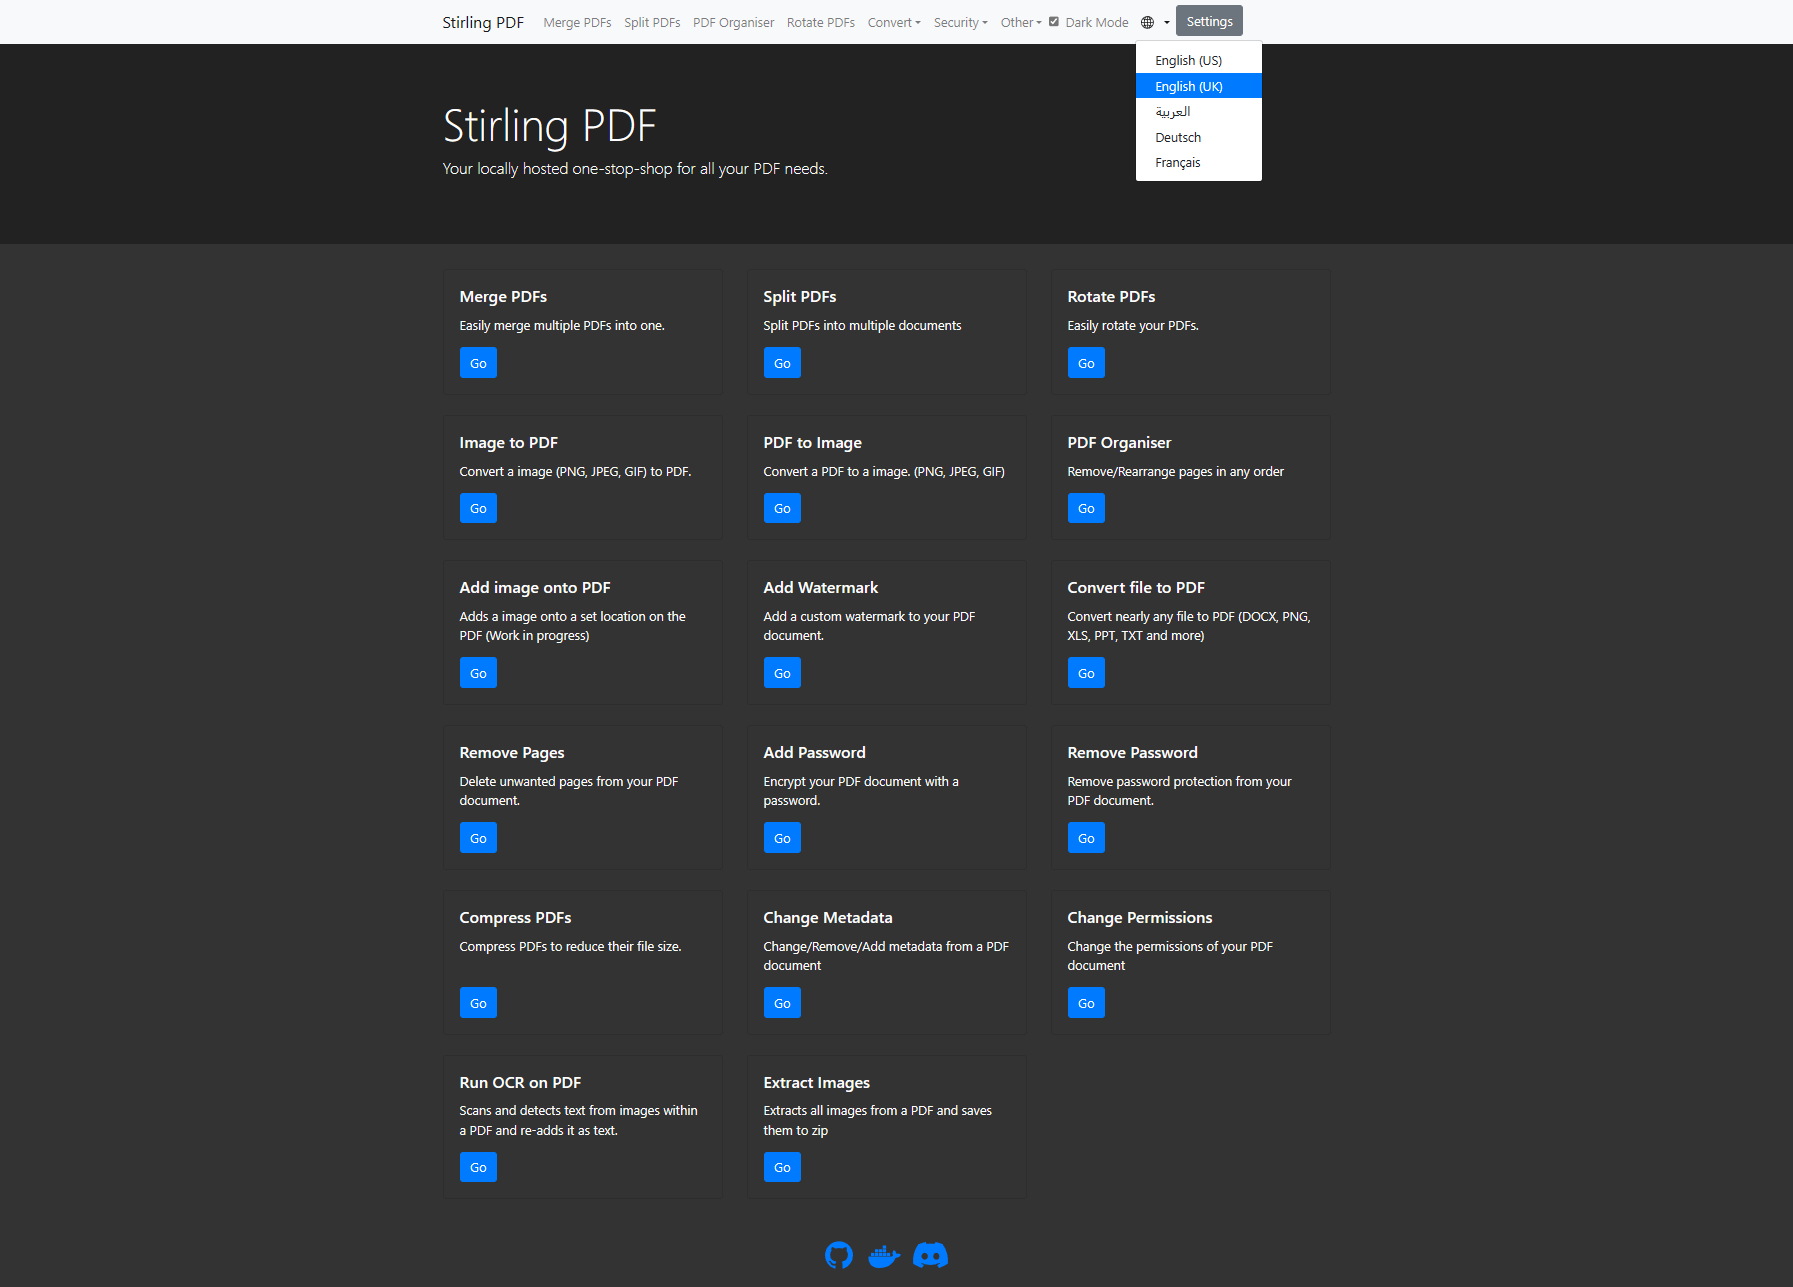 Stirling PDF Merge PDFs Split PDFs PDF Organiser Rotate PDFs Convert Security Other Dark Mode Settings
English (US)
English (UK)
العربية
Deutsch
Français
Stirling PDF
Your locally hosted one-stop-shop for all your PDF needs.
Merge PDFs
Easily merge multiple PDFs into one.
Go
Split PDFs
Split PDFs into multiple documents
Go
Rotate PDFs
Easily rotate your PDFs.
Go
Image to PDF
Convert a image (PNG, JPEG, GIF) to PDF.
Go
PDF to Image
Convert a PDF to a image. (PNG, JPEG, GIF)
Go
PDF Organiser
Remove/Rearrange pages in any order
Go
Add image onto PDF
Adds a image onto a set location on the
PDF (Work in progress)
Go
Add Watermark
Add a custom watermark to your PDF
document.
Go
Convert file to PDF
Convert nearly any file to PDF (DOCX, PNG,
XLS, PPT, TXT and more)
Go
Remove Pages
Delete unwanted pages from your PDF
document.
Go
Add Password
Encrypt your PDF document with a
password.
Go
Remove Password
Remove password protection from your
PDF document.
Go
Compress PDFs
Compress PDFs to reduce their file size.
Go
Change Metadata
Change/Remove/Add metadata from a PDF
document
Go
Change Permissions
Change the permissions of your PDF
document
Go
Run OCR on PDF
Scans and detects text from images within
a PDF and re-adds it as text.
Go
Extract Images
Extracts all images from a PDF and saves
them to zip
Go